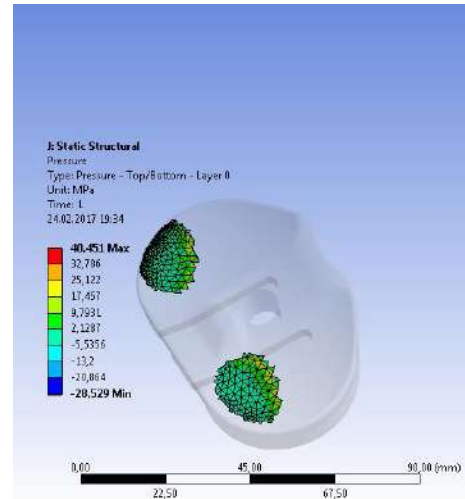 J: Static Structural
Pressure
Type: Pressure - Top/Bottom - Layer 0
Unit: MPa
Time: 1
24.02.2017 19:34
40,451 Max
32,786
25,122
17,457
9,7931
2,1287
-5,5356
-13,2
-20,864
-28,529 Min
0,00
45,00
90,00 (mm)
22,50
67,50